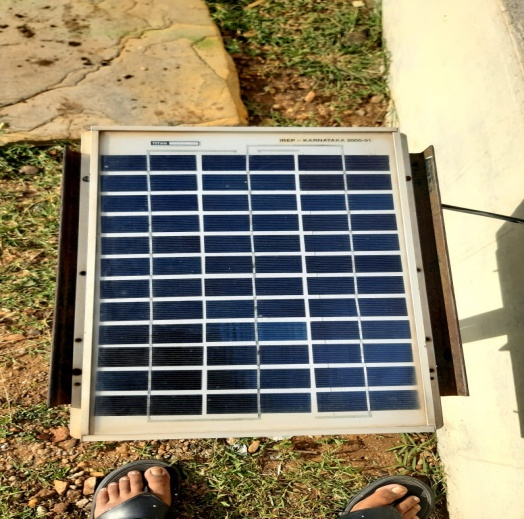 TITAN
IREP - KARNATAKA 2000-01